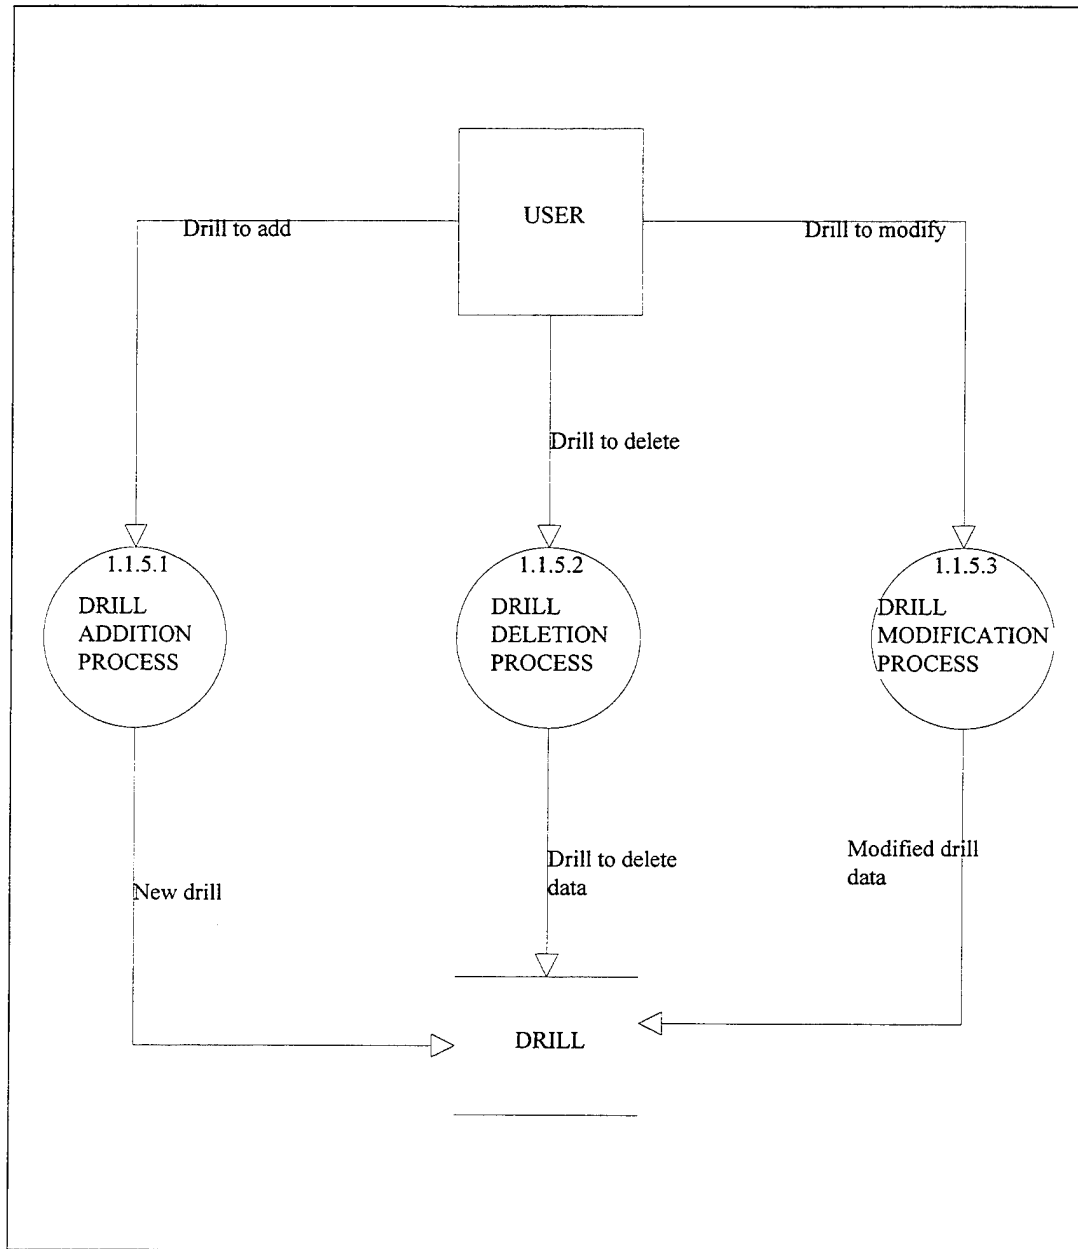 USER
Drill to add
Drill to modify
Drill to delete
1.1.5.1
DRILL
ADDITION
PROCESS
1.1.5.2
DRILL
DELETION
PROCESS
1.1.5.3
DRILL
MODIFICATION
PROCESS
New drill
Drill to delete
data
Modified drill
data
DRILL